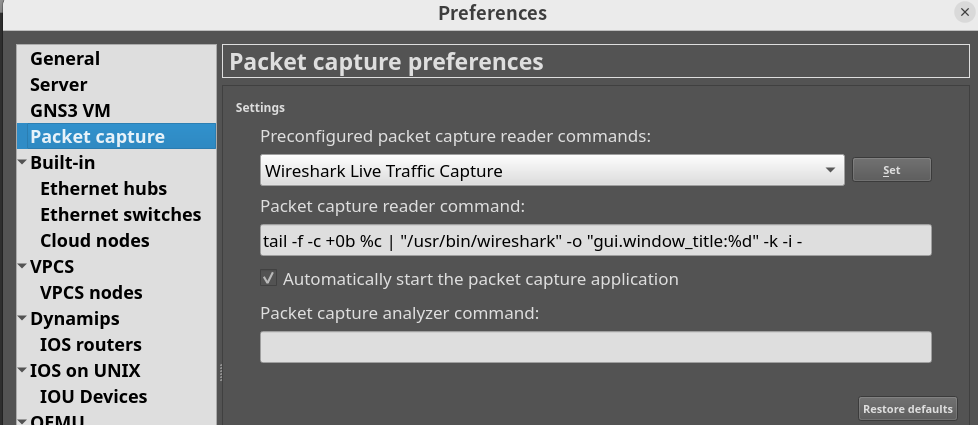 Preferences
General
Server
GNS3 VM
Packet capture
Built-in
Ethernet hubs
Ethernet switches
Cloud nodes
VPCS
VPCS nodes
Dynamips
IOS routers
IOS on UNIX
IOU Devices
QEMU
Packet capture preferences
Settings
Preconfigured packet capture reader commands:
Wireshark Live Traffic Capture
Set
Packet capture reader command:
tail -f -c +0b %c | "/usr/bin/wireshark" -o "gui.window_title:%d" -k -i -
Automatically start the packet capture application
Packet capture analyzer command:
Restore defaults